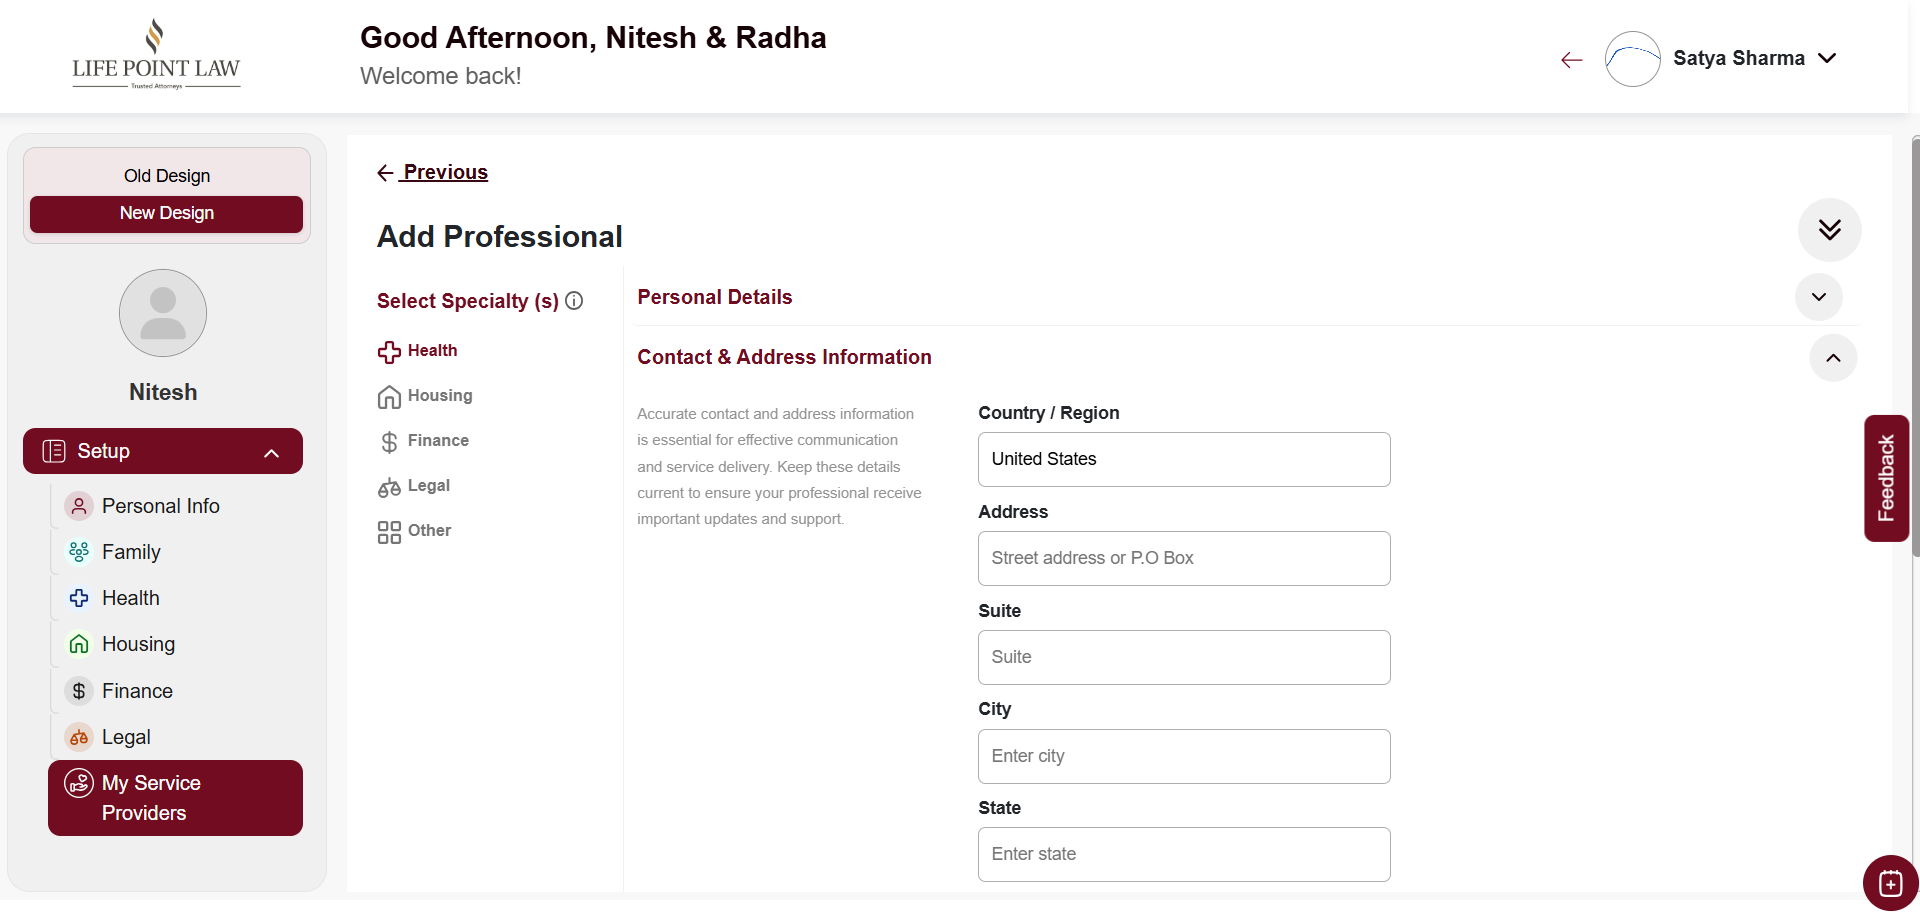 LIFE POINT LAW
Trusted Attorneys
Good Afternoon, Nitesh & Radha
Welcome back!
Satya Sharma
Old Design
New Design
Nitesh
Setup
Personal Info
Family
Health
Housing
Finance
Legal
My Service
Providers
Previous
Add Professional
Select Specialty (s)
Health
Housing
Finance
Legal
Other
Personal Details
Contact & Address Information
Accurate contact and address information
is essential for effective communication
and service delivery. Keep these details
current to ensure your professional receive
important updates and support.
Country / Region
United States
Address
Street address or P.O Box
Suite
Suite
City
Enter city
State
Enter state
Feedback